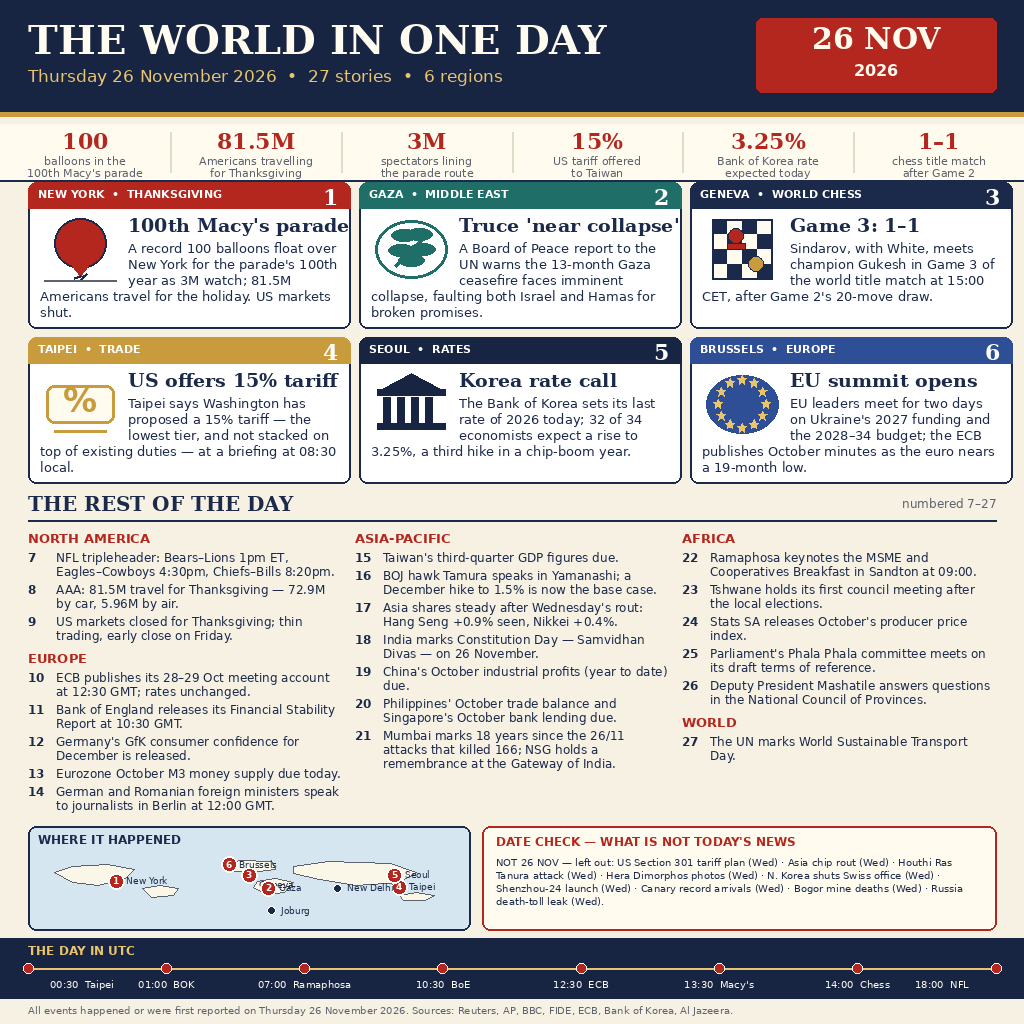 THE WORLD IN ONE DAY
Thursday 26 November 2026 • 27 stories • 6 regions
26 NOV
2026
100
balloons in the
100th Macy's parade
81.5M
Americans travelling
for Thanksgiving
3M
spectators lining
the parade route
15%
US tariff offered
to Taiwan
3.25%
Bank of Korea rate
expected today
1–1
chess title match
after Game 2
NEW YORK • THANKSGIVING 1
100th Macy's parade
A record 100 balloons float over
New York for the parade's 100th
year as 3M watch; 81.5M
Americans travel for the holiday. US markets
shut.
GAZA • MIDDLE EAST 2
Truce 'near collapse'
A Board of Peace report to the
UN warns the 13-month Gaza
ceasefire faces imminent
collapse, faulting both Israel and Hamas for
broken promises.
GENEVA • WORLD CHESS 3
Game 3: 1–1
Sindarov, with White, meets
champion Gukesh in Game 3 of
the world title match at 15:00
CET, after Game 2's 20-move draw.
TAIPEI • TRADE 4
%
US offers 15% tariff
Taipei says Washington has
proposed a 15% tariff — the
lowest tier, and not stacked on
top of existing duties — at a briefing at 08:30
local.
SEOUL • RATES 5
Korea rate call
The Bank of Korea sets its last
rate of 2026 today; 32 of 34
economists expect a rise to
3.25%, a third hike in a chip-boom year.
BRUSSELS • EUROPE 6
EU summit opens
EU leaders meet for two days
on Ukraine's 2027 funding and
the 2028–34 budget; the ECB
publishes October minutes as the euro nears
a 19-month low.
THE REST OF THE DAY
numbered 7–27
NORTH AMERICA
7 NFL tripleheader: Bears–Lions 1pm ET,
Eagles–Cowboys 4:30pm, Chiefs–Bills 8:20pm.
8 AAA: 81.5M travel for Thanksgiving — 72.9M
by car, 5.96M by air.
9 US markets closed for Thanksgiving; thin
trading, early close on Friday.
EUROPE
10 ECB publishes its 28–29 Oct meeting account
at 12:30 GMT; rates unchanged.
11 Bank of England releases its Financial Stability
Report at 10:30 GMT.
12 Germany's GfK consumer confidence for
December is released.
13 Eurozone October M3 money supply due today.
14 German and Romanian foreign ministers speak
to journalists in Berlin at 12:00 GMT.
ASIA-PACIFIC
15 Taiwan's third-quarter GDP figures due.
16 BOJ hawk Tamura speaks in Yamanashi; a
December hike to 1.5% is now the base case.
17 Asia shares steady after Wednesday's rout:
Hang Seng +0.9% seen, Nikkei +0.4%.
18 India marks Constitution Day — Samvidhan
Divas — on 26 November.
19 China's October industrial profits (year to date)
due.
20 Philippines' October trade balance and
Singapore's October bank lending due.
21 Mumbai marks 18 years since the 26/11
attacks that killed 166; NSG holds a
remembrance at the Gateway of India.
AFRICA
22 Ramaphosa keynotes the MSME and
Cooperatives Breakfast in Sandton at 09:00.
23 Tshwane holds its first council meeting after
the local elections.
24 Stats SA releases October's producer price
index.
25 Parliament's Phala Phala committee meets on
its draft terms of reference.
26 Deputy President Mashatile answers questions
in the National Council of Provinces.
WORLD
27 The UN marks World Sustainable Transport
Day.
WHERE IT HAPPENED
1 New York
6 Brussels
3
2 Gaza
New Delhi
5 Seoul
4 Taipei
Joburg
DATE CHECK — WHAT IS NOT TODAY'S NEWS
NOT 26 NOV — left out: US Section 301 tariff plan (Wed) · Asia chip rout (Wed) · Houthi Ras
Tanura attack (Wed) · Hera Dimorphos photos (Wed) · N. Korea shuts Swiss office (Wed) ·
Shenzhou-24 launch (Wed) · Canary record arrivals (Wed) · Bogor mine deaths (Wed) · Russia
death-toll leak (Wed).
THE DAY IN UTC
00:30 Taipei
01:00 BOK
07:00 Ramaphosa
10:30 BoE
12:30 ECB
13:30 Macy's
14:00 Chess
18:00 NFL
All events happened or were first reported on Thursday 26 November 2026. Sources: Reuters, AP, BBC, FIDE, ECB, Bank of Korea, Al Jazeera.